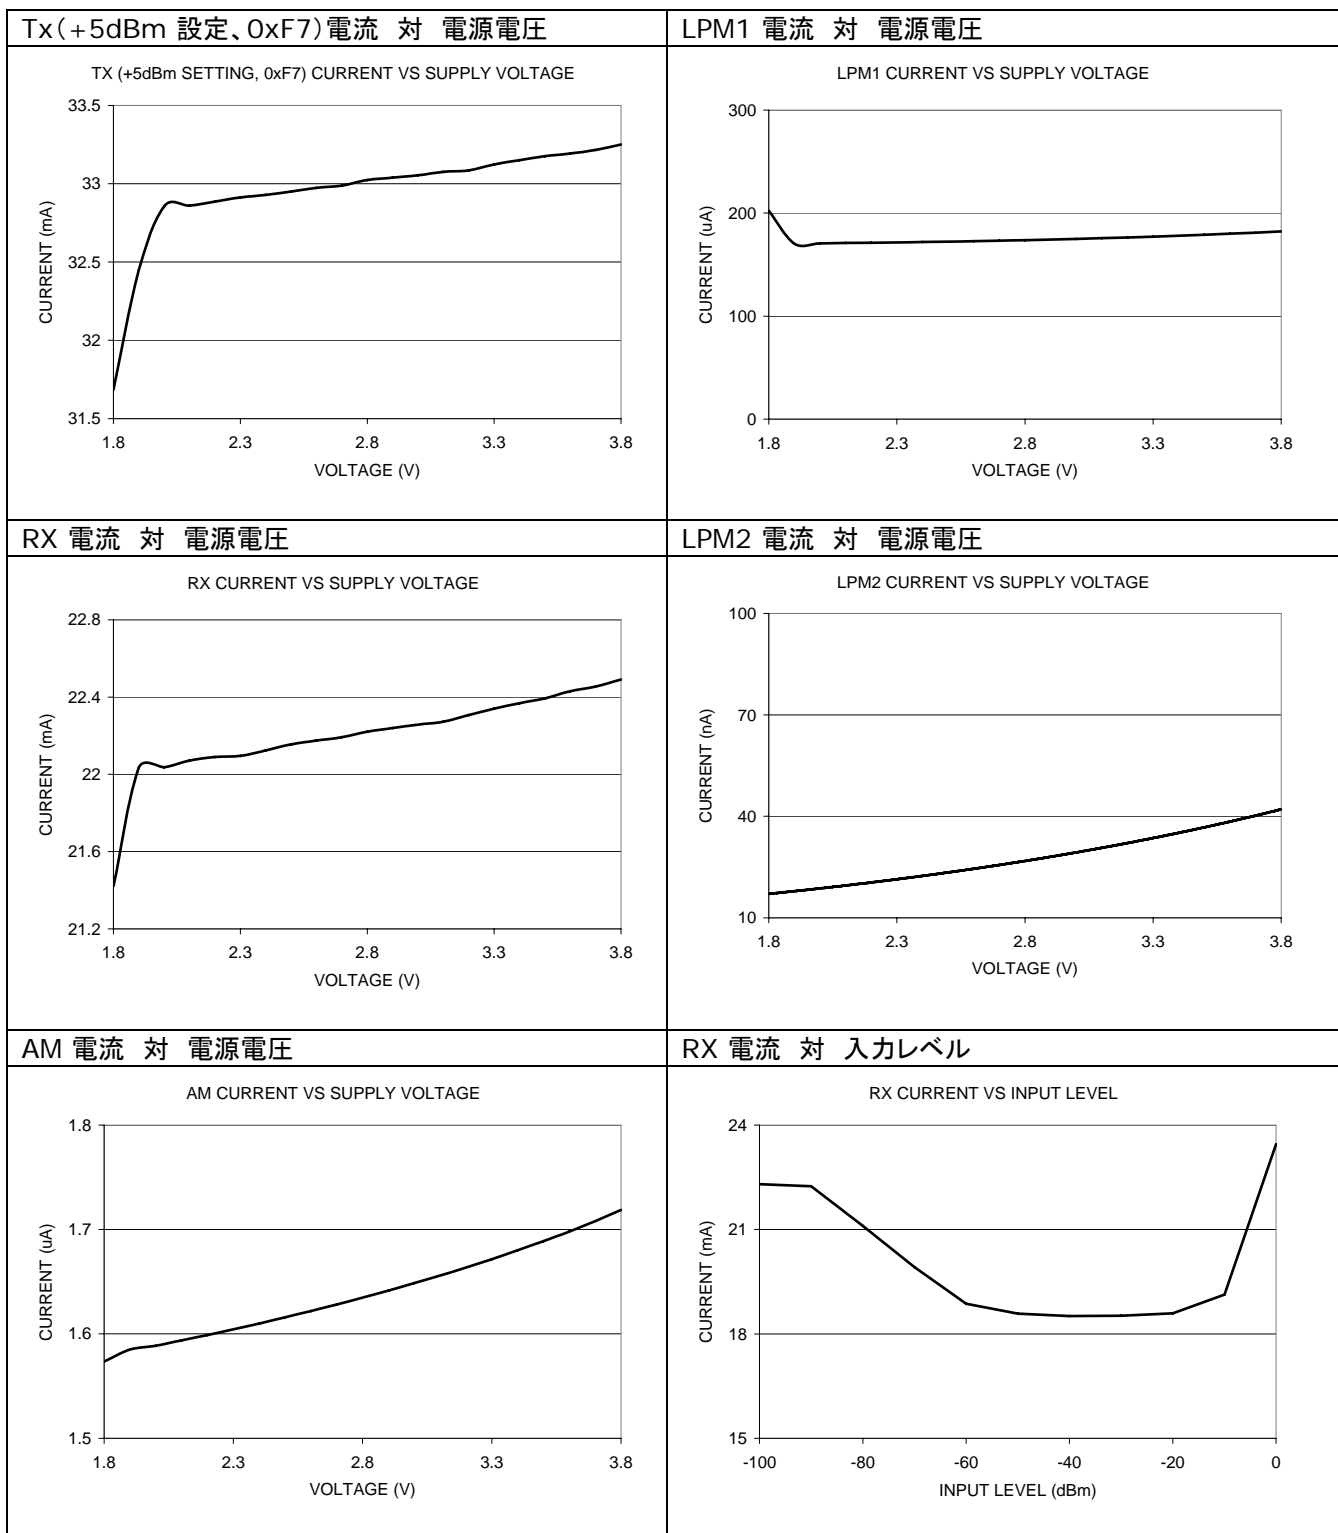 Tx(+5dBm 設定、0xF7)電流 対 電源電圧
TX (+5dBm SETTING, 0xF7) CURRENT VS SUPPLY VOLTAGE
33.5
33
32.5
32
31.5
CURRENT (mA)
1.8 2.3 2.8 3.3 3.8
VOLTAGE (V)
LPM1 電流 対 電源電圧
LPM1 CURRENT VS SUPPLY VOLTAGE
300
200
100
0
CURRENT (uA)
1.8 2.3 2.8 3.3 3.8
VOLTAGE (V)
RX 電流 対 電源電圧
RX CURRENT VS SUPPLY VOLTAGE
22.8
22.4
22
21.6
21.2
CURRENT (mA)
1.8 2.3 2.8 3.3 3.8
VOLTAGE (V)
LPM2 電流 対 電源電圧
LPM2 CURRENT VS SUPPLY VOLTAGE
100
70
40
10
CURRENT (nA)
1.8 2.3 2.8 3.3 3.8
VOLTAGE (V)
AM 電流 対 電源電圧
AM CURRENT VS SUPPLY VOLTAGE
1.8
1.7
1.6
1.5
CURRENT (uA)
1.8 2.3 2.8 3.3 3.8
VOLTAGE (V)
RX 電流 対 入力レベル
RX CURRENT VS INPUT LEVEL
24
21
18
15
CURRENT (mA)
-100 -80 -60 -40 -20 0
INPUT LEVEL (dBm)